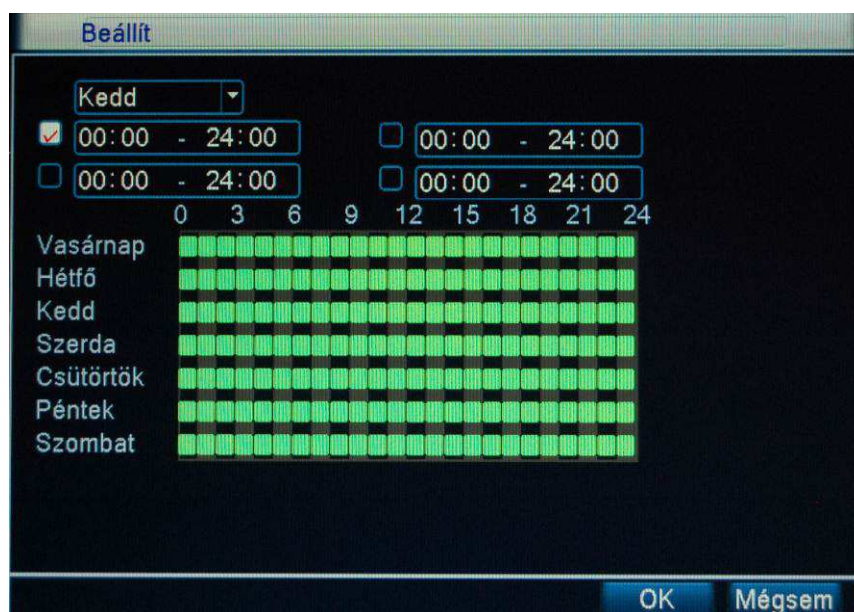 Beállít
Kedd
00:00 - 24:00 00:00 - 24:00
00:00 - 24:00 00:00 - 24:00
0 3 6 9 12 15 18 21 24
Vasárnap
Hétfő
Kedd
Szerda
Csütörtök
Péntek
Szombat
OK Mégsem